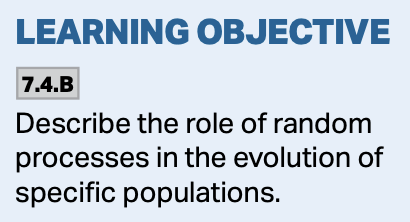 LEARNING OBJECTIVE
7.4.B
Describe the role of random
processes in the evolution of
specific populations.